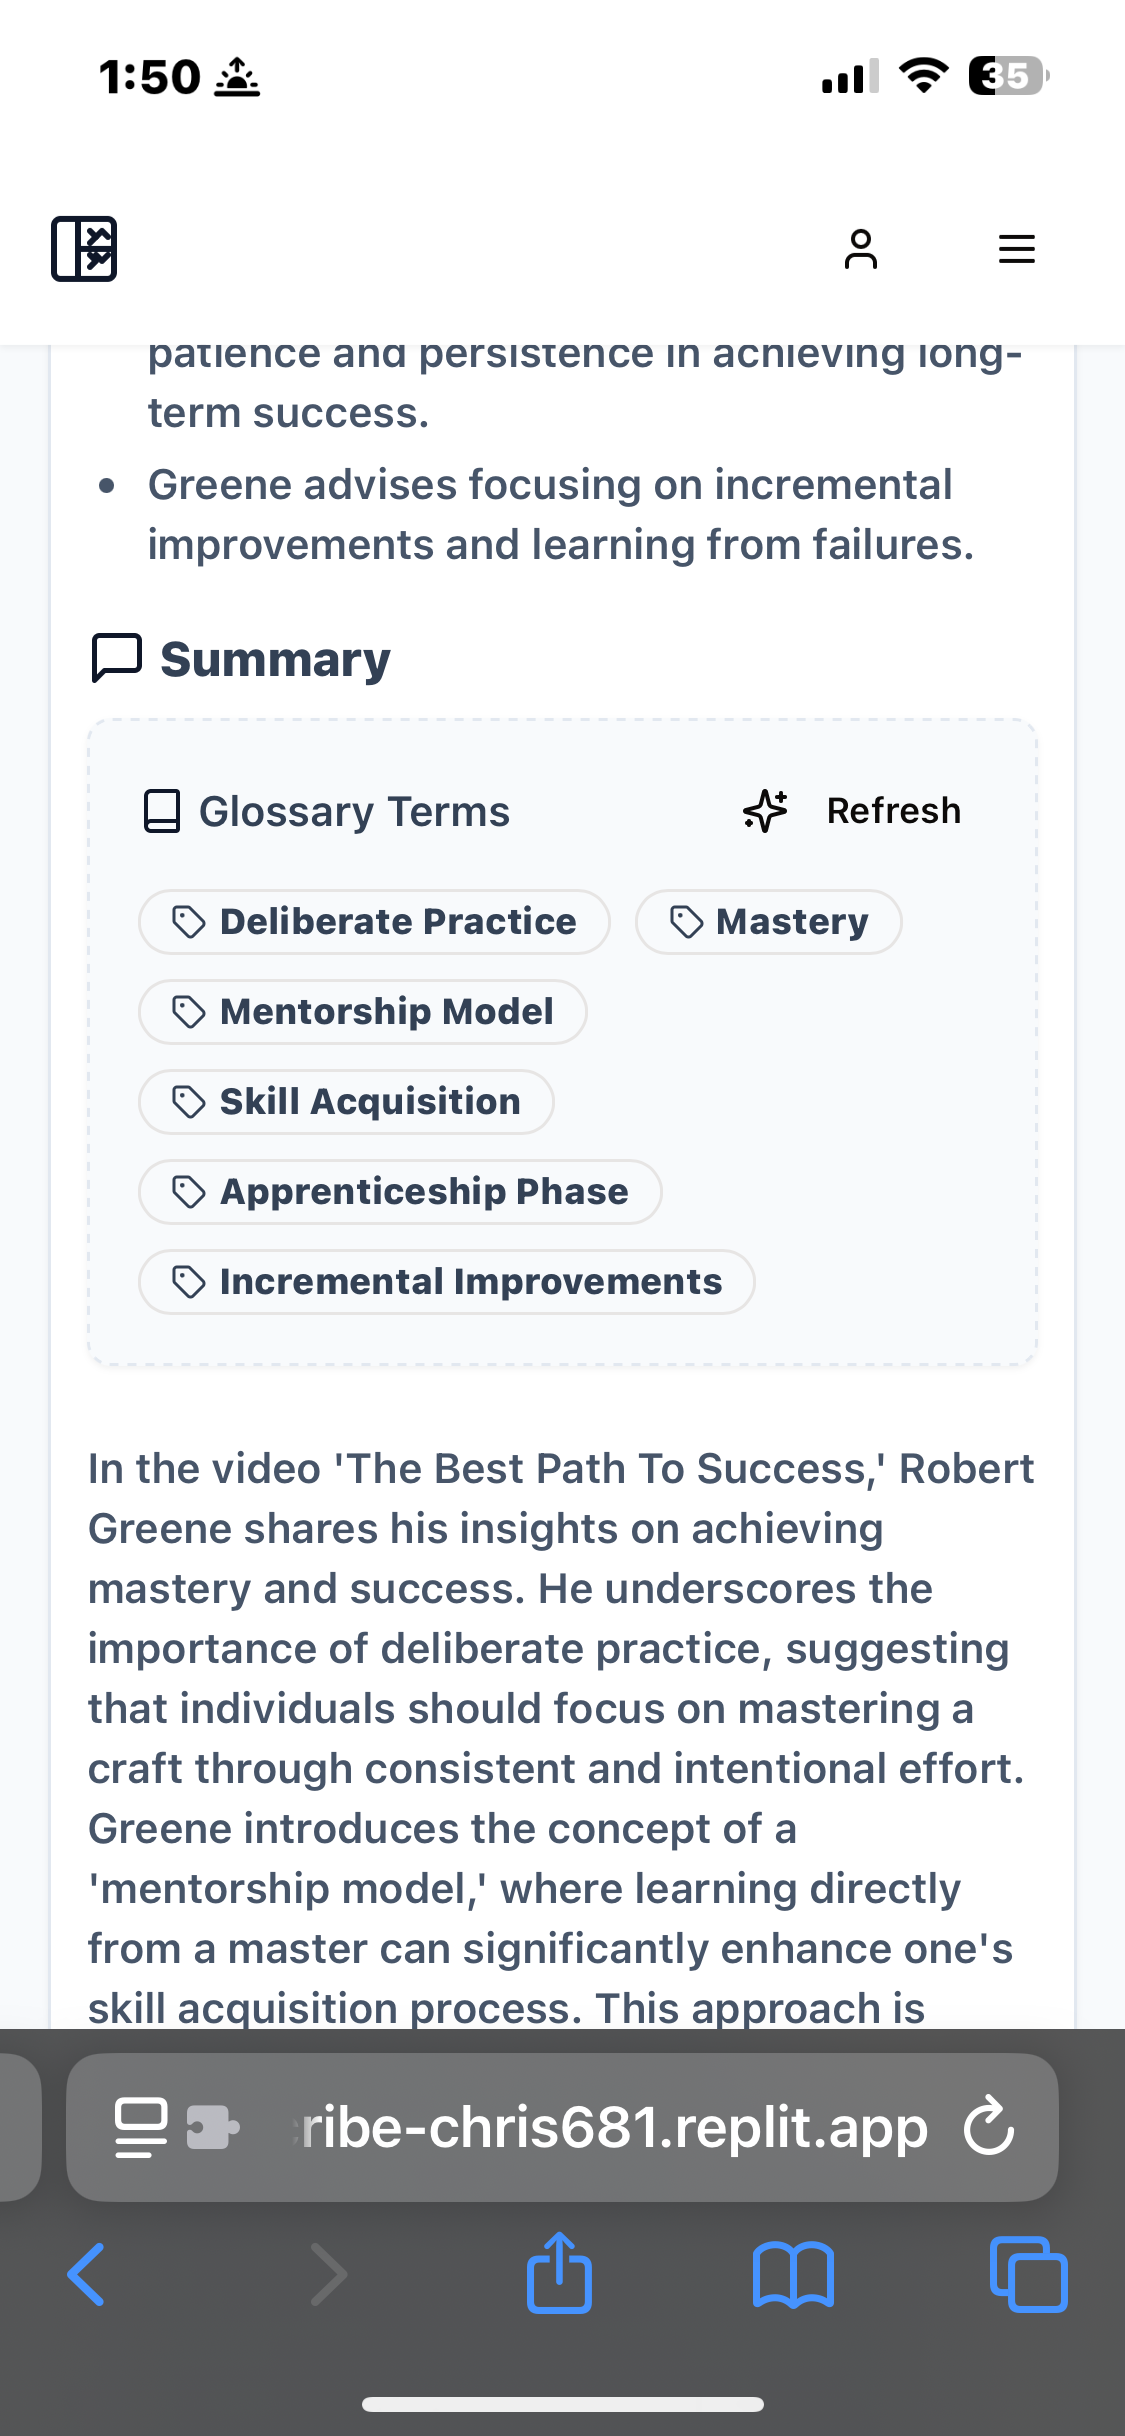 1:50
35
patience and persistence in achieving long-
term success.
• Greene advises focusing on incremental
improvements and learning from failures.
Summary
Glossary Terms
Refresh
Deliberate Practice
Mastery
Mentorship Model
Skill Acquisition
Apprenticeship Phase
Incremental Improvements
In the video 'The Best Path To Success,' Robert
Greene shares his insights on achieving
mastery and success. He underscores the
importance of deliberate practice, suggesting
that individuals should focus on mastering a
craft through consistent and intentional effort.
Greene introduces the concept of a
'mentorship model,' where learning directly
from a master can significantly enhance one's
skill acquisition process. This approach is
ribe-chris681.replit.app